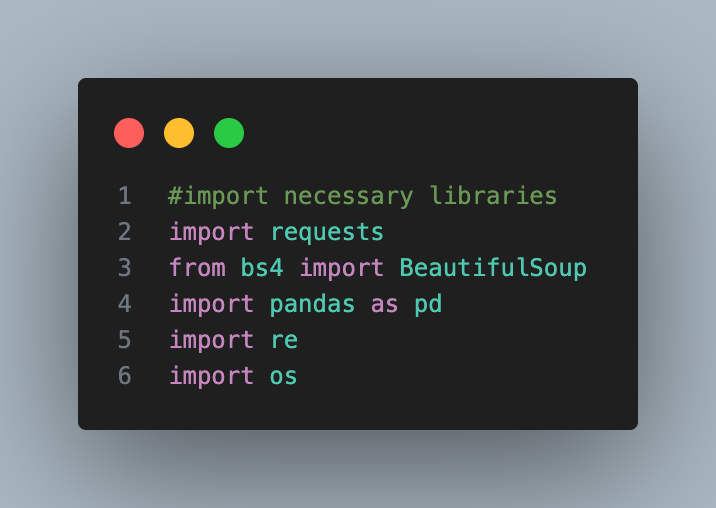 1 #import necessary libraries
2 import requests
3 from bs4 import BeautifulSoup
4 import pandas as pd
5 import re
6 import os